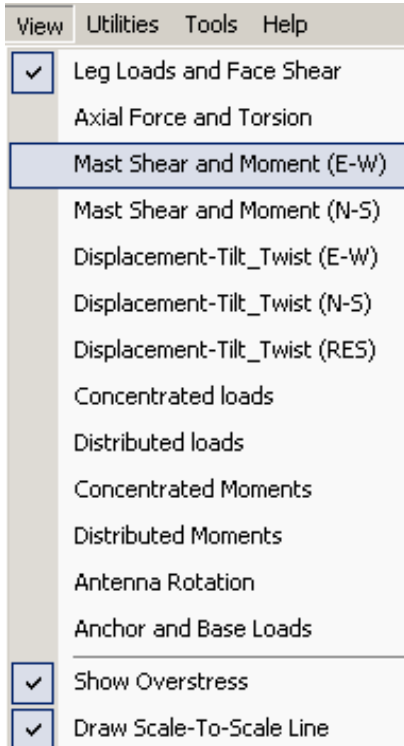 View Utilities Tools Help
Leg Loads and Face Shear
Axial Force and Torsion
Mast Shear and Moment (E-W)
Mast Shear and Moment (N-S)
Displacement-Tilt_Twist (E-W)
Displacement-Tilt_Twist (N-S)
Displacement-Tilt_Twist (RES)
Concentrated loads
Distributed loads
Concentrated Moments
Distributed Moments
Antenna Rotation
Anchor and Base Loads
Show Overstress
Draw Scale-To-Scale Line